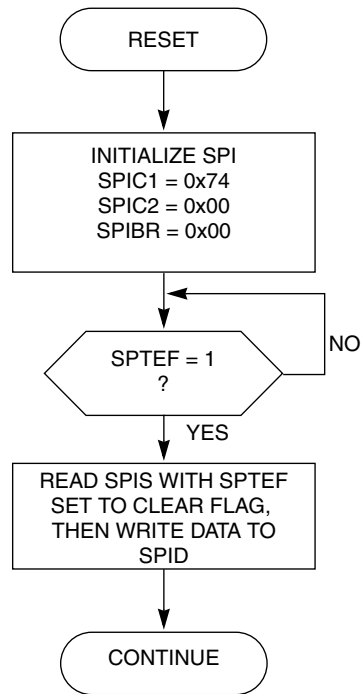 RESET
INITIALIZE SPI
SPIC1 = 0x74
SPIC2 = 0x00
SPIBR = 0x00
SPTEF = 1
?
NO
YES
READ SPIS WITH SPTEF
SET TO CLEAR FLAG,
THEN WRITE DATA TO
SPID
CONTINUE